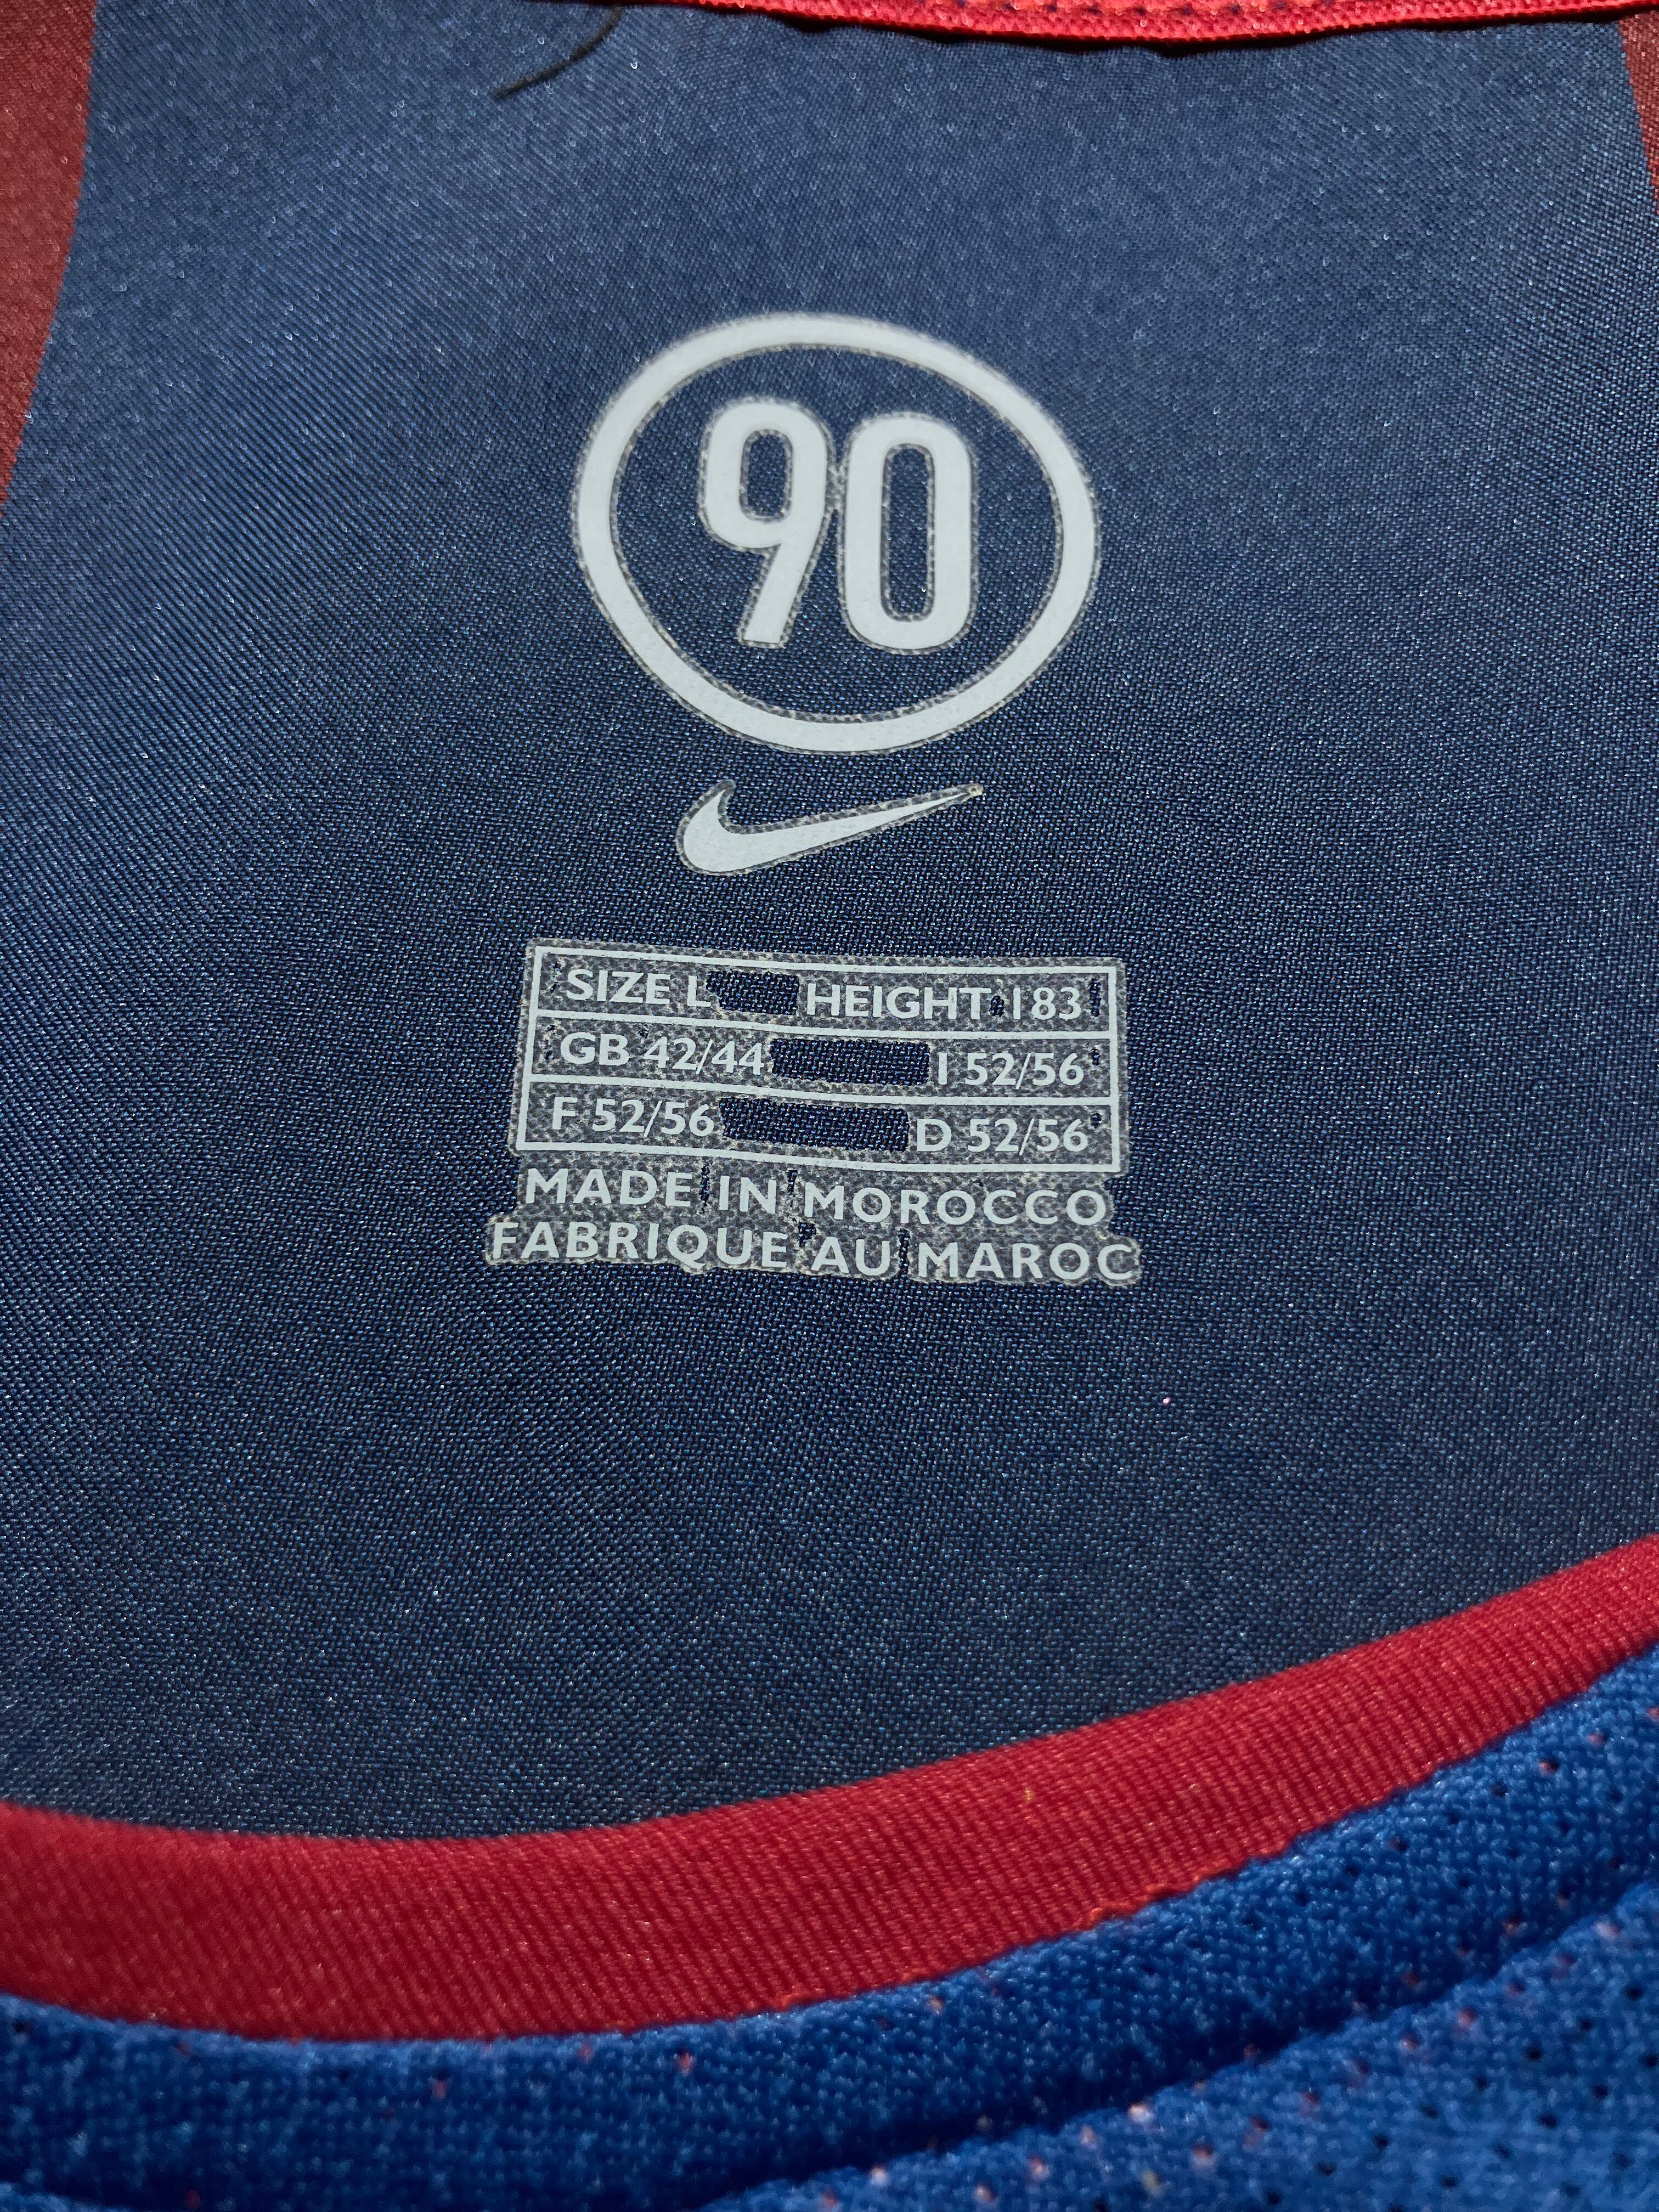 90
SIZE L HEIGHT 183
GB 42/44 I 52/56
F 52/56 D 52/56
MADE IN MOROCCO
FABRIQUE AU MAROC